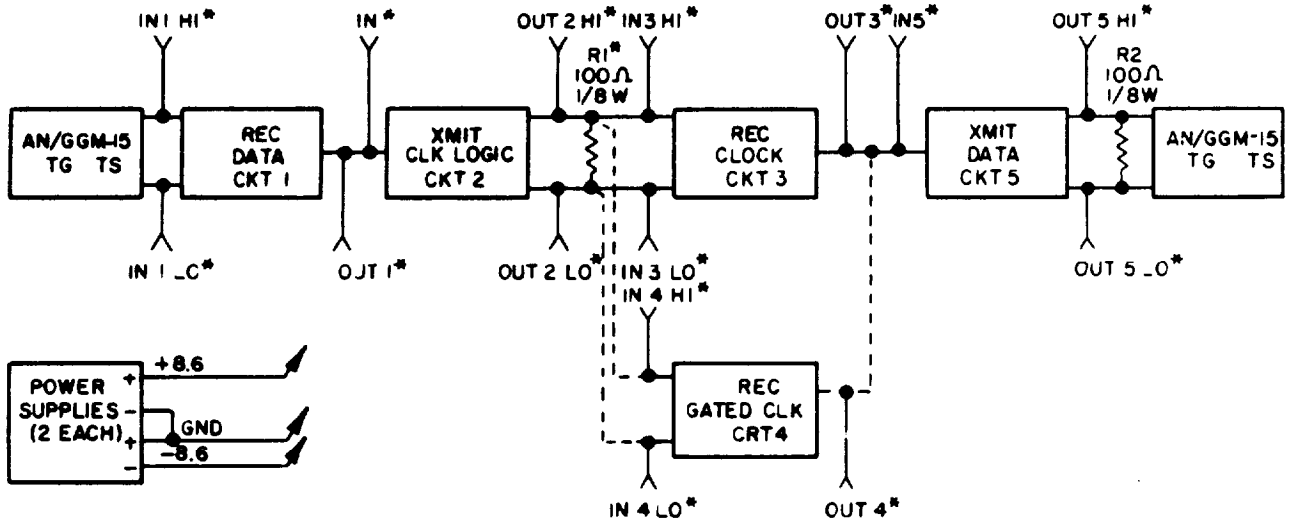 IN 1 HI*
IN*
OUT 2 HI*
IN3 HI*
OUT 3*
IN5*
OUT 5 HI*
R1*
100Ω
1/8 W
R2
100Ω
1/8 W
AN/GGM-15
TG TS
REC
DATA
CKT 1
XMIT
CLK LOGIC
CKT 2
REC
CLOCK
CKT 3
XMIT
DATA
CKT 5
AN/GGM-15
TG TS
IN 1 LO*
OUT 1*
OUT 2 LO*
IN 3 LO*
IN 4 HI*
OUT 5 LO*
POWER
SUPPLIES
(2 EACH)
+
-
+
-
+8.6
GND
-8.6
REC
GATED CLK
CRT4
IN 4 LO*
OUT 4*